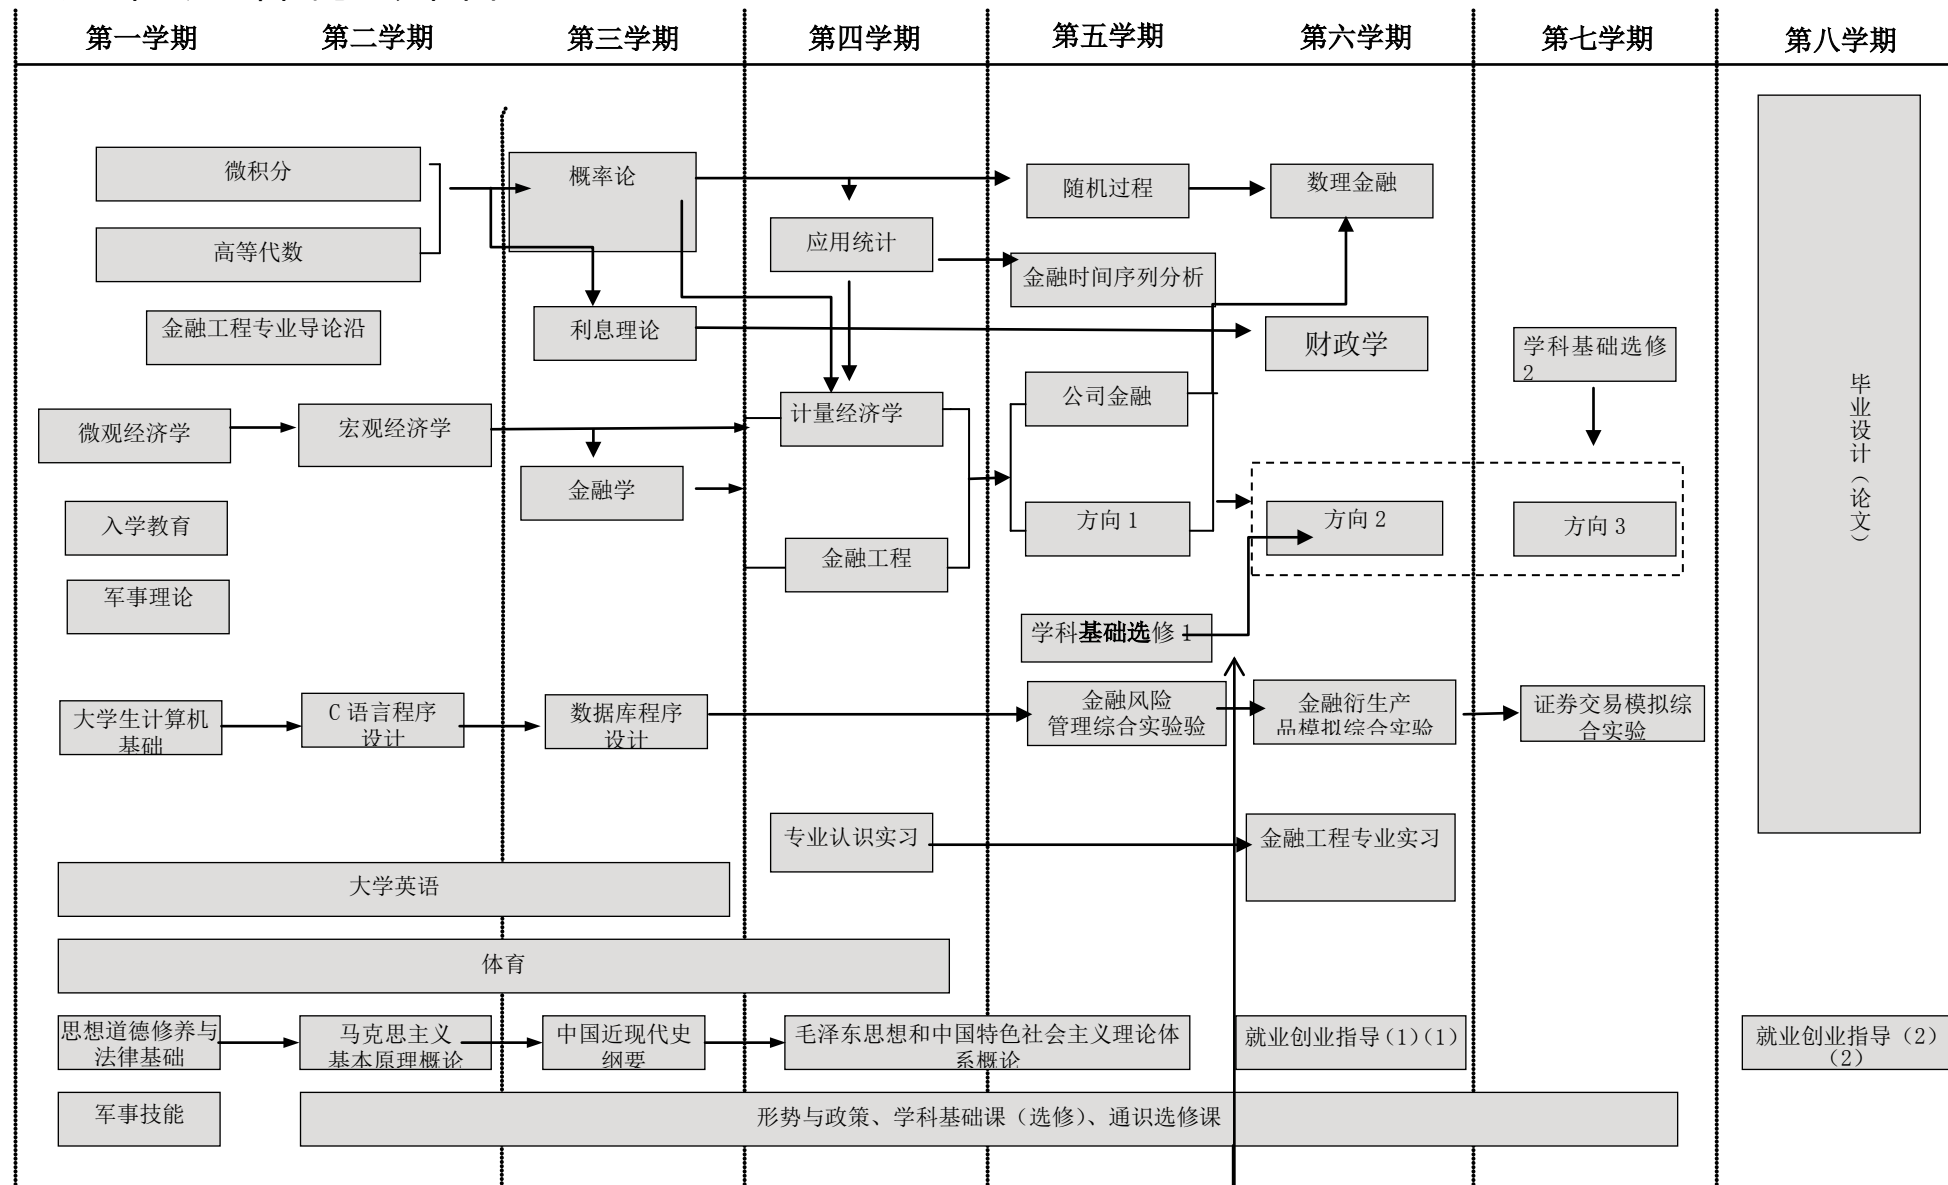 第一学期
第二学期
第三学期
第四学期
第五学期
第六学期
第七学期
第八学期
微积分
概率论
随机过程
数理金融
高等代数
应用统计
金融时间序列分析
金融工程专业导论沿
利息理论
财政学
学科基础选修
2
微观经济学
宏观经济学
计量经济学
公司金融
金融学
入学教育
方向 1
方向 2
方向 3
金融工程
军事理论
学科基础选修 1
毕业设计（论文）
大学生计算机
基础
C 语言程序
设计
数据库程序
设计
金融风险
管理综合实验验
金融衍生产
品模拟综合实验
证券交易模拟综
合实验
专业认识实习
金融工程专业实习
大学英语
体育
思想道德修养与
法律基础
马克思主义
基本原理概论
中国近现代史
纲要
毛泽东思想和中国特色社会主义理论体
系概论
就业创业指导(1)(1)
就业创业指导（2）
（2）
军事技能
形势与政策、学科基础课（选修）、通识选修课